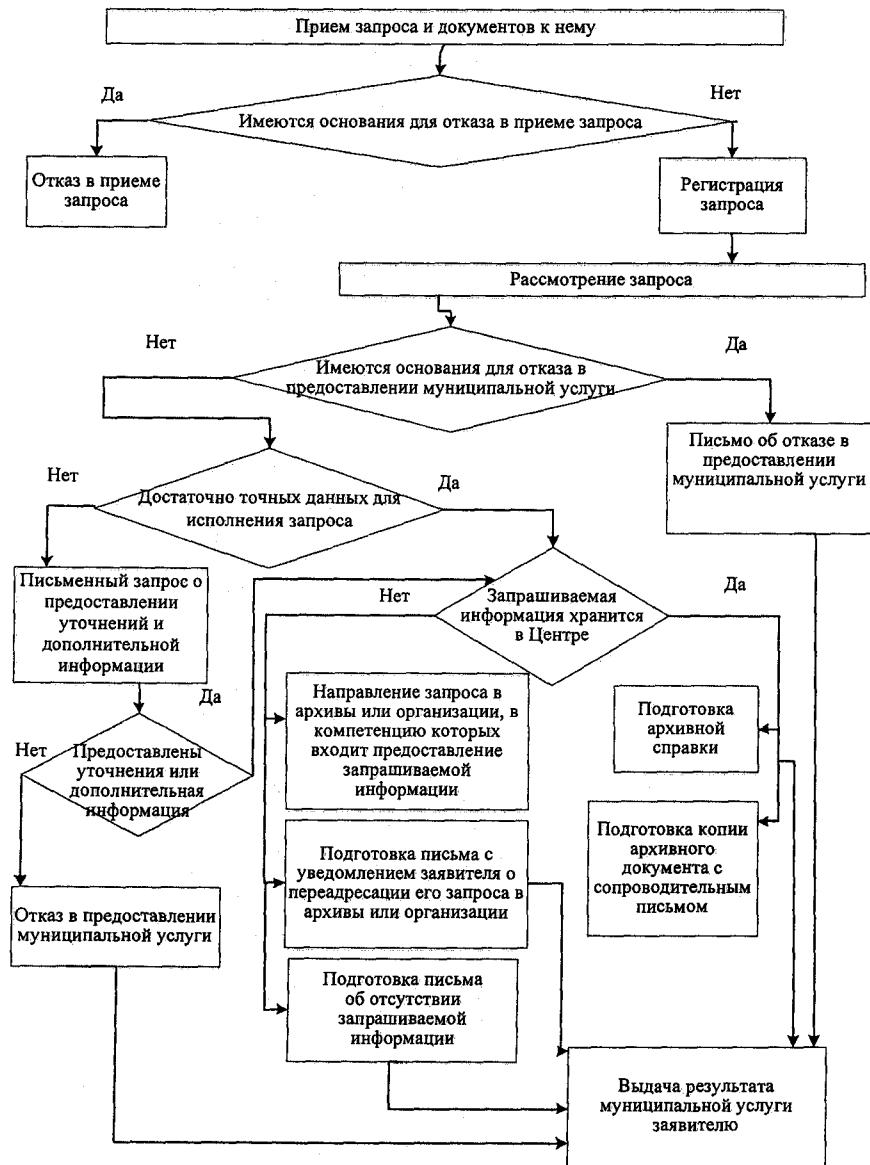 Прием запроса и документов к нему
Да
Нет
Имеются основания для отказа в приеме запроса
Отказ в приеме
запроса
Регистрация
запроса
Рассмотрение запроса
Нет
Да
Имеются основания для отказа в
предоставлении муниципальной услуги
Письмо об отказе в
предоставлении
муниципальной услуги
Нет
Да
Достаточно точных данных для
исполнения запроса
Письменный запрос о
предоставлении
уточнений и
дополнительной
информации
Нет
Да
Запрашиваемая
информация хранится
в Центре
Да
Нет
Предоставлены
уточнения или
дополнительная
информация
Направление запроса в
архивы или организации, в
компетенцию которых
входит предоставление
запрашиваемой
информации
Подготовка
архивной
справки
Подготовка копии
архивного
документа с
сопроводительным
письмом
Подготовка письма с
уведомлением заявителя о
переадресации его запроса в
архивы или организации
Отказ в предоставлении
муниципальной услуги
Подготовка письма
об отсутствии
запрашиваемой
информации
Выдача результата
муниципальной услуги
заявителю